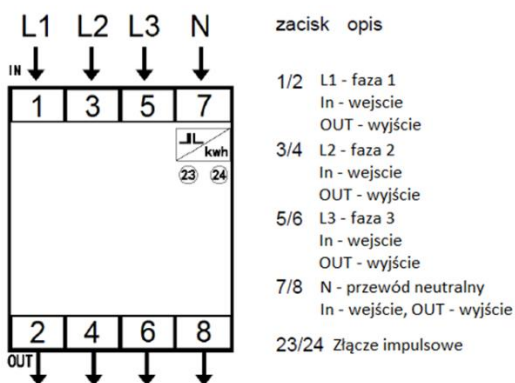 L1 L2 L3 N
IN
1 3 5 7
kwh
23 24
2 4 6 8
OUT
zacisk opis
1/2 L1 - faza 1
In - wejscie
OUT - wyjście
3/4 L2 - faza 2
In - wejscie
OUT - wyjście
5/6 L3 - faza 3
In - wejscie
OUT - wyjście
7/8 N - przewód neutralny
In - wejście, OUT - wyjście
23/24 Złącze impulsowe